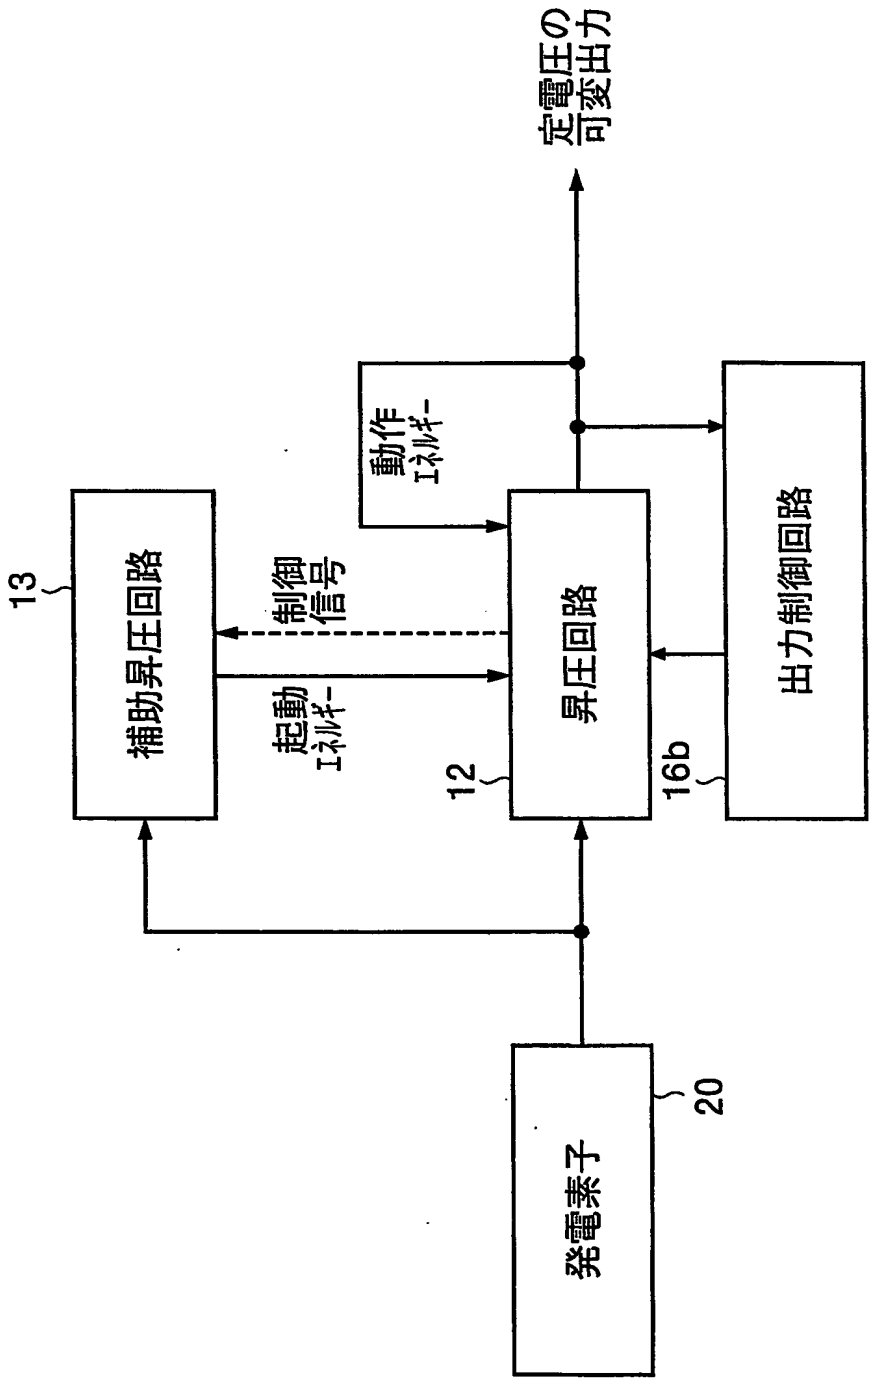 13
補助昇圧回路
起動
エネルギー
制御
信号
動作
エネルギー
定電圧の
可変出力
12
昇圧回路
16b
出力制御回路
発電素子
20